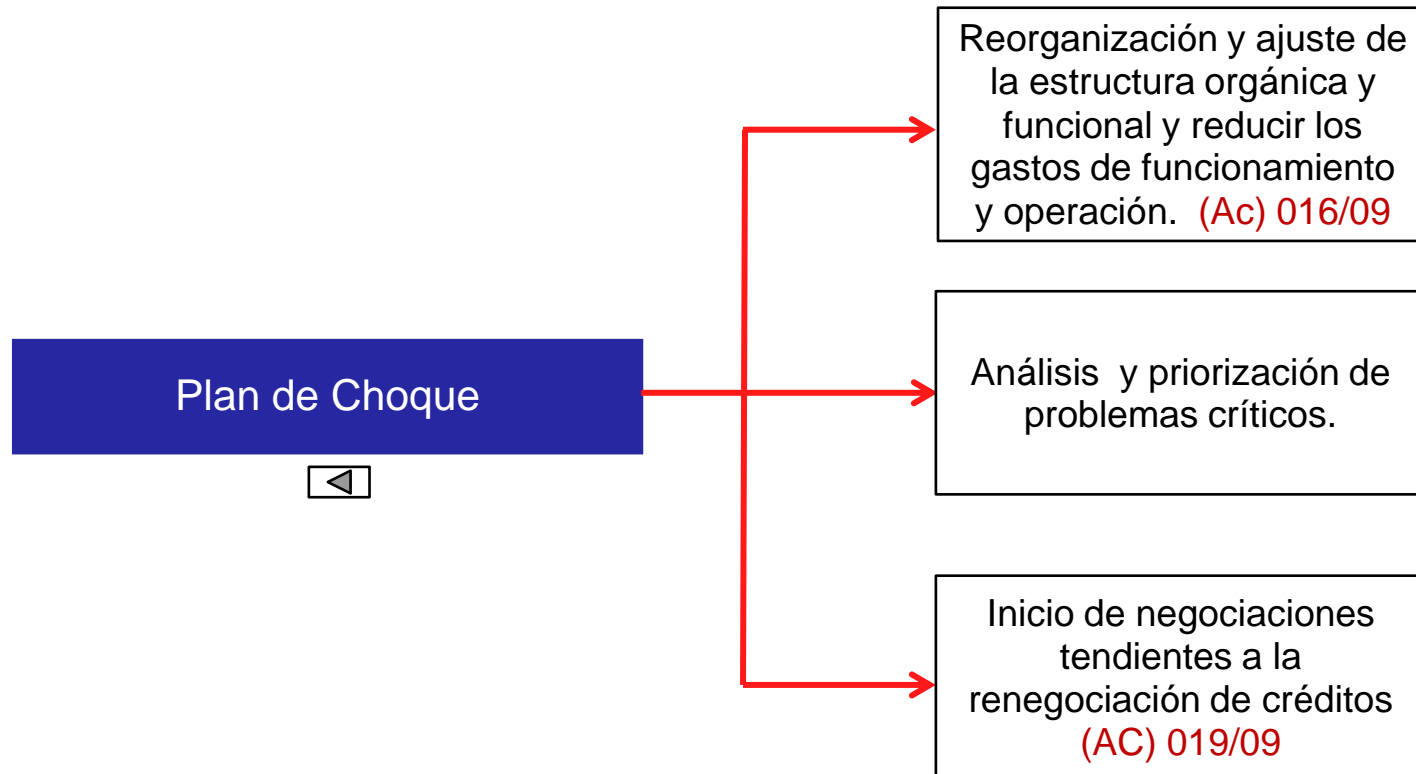 Reorganización y ajuste de
la estructura orgánica y
funcional y reducir los
gastos de funcionamiento
y operación. (Ac) 016/09
Plan de Choque
Análisis y priorización de
problemas críticos.
Inicio de negociaciones
tendientes a la
renegociación de créditos
(AC) 019/09